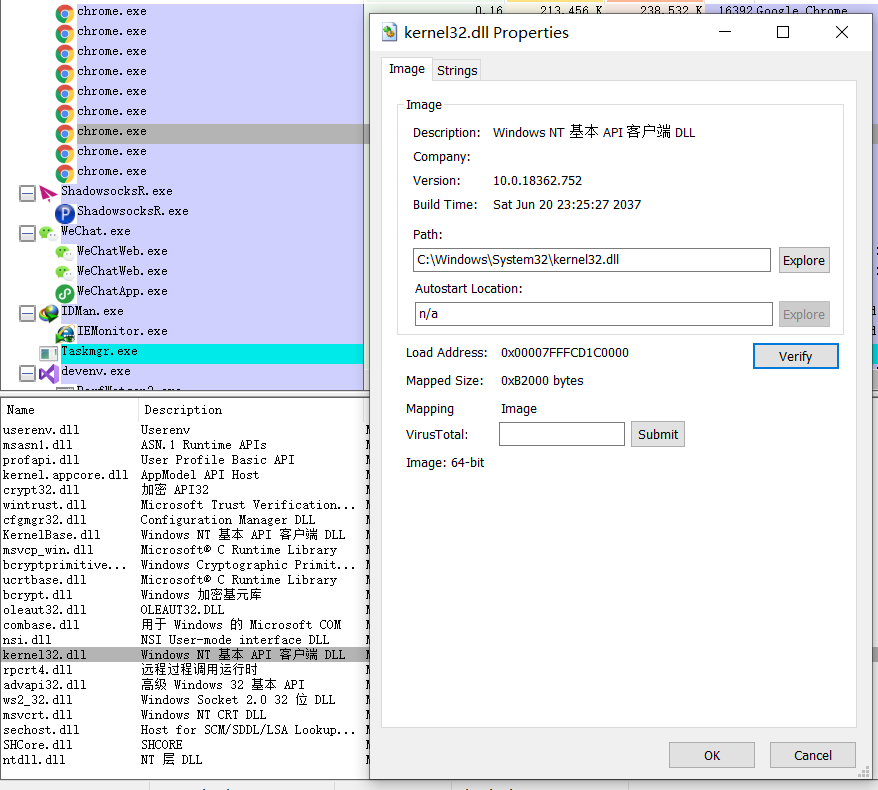 chrome.exe
0.16 213,456 K 238,532 K 16392 Google Chrome
chrome.exe
chrome.exe
chrome.exe
chrome.exe
chrome.exe
chrome.exe
chrome.exe
chrome.exe
ShadowsocksR.exe
ShadowsocksR.exe
WeChat.exe
WeChatWeb.exe
WeChatWeb.exe
WeChatApp.exe
IDMan.exe
IEMonitor.exe
Taskmgr.exe
devenv.exe
PerfWatson2.exe
Name Description
userenv.dll Userenv
msasn1.dll ASN.1 Runtime APIs
profapi.dll User Profile Basic API
kernel.appcore.dll AppModel API Host
crypt32.dll 加密 API32
wintrust.dll Microsoft Trust Verification...
cfgmgr32.dll Configuration Manager DLL
KernelBase.dll Windows NT 基本 API 客户端 DLL
msvcp_win.dll Microsoft® C Runtime Library
bcryptprimitive... Windows Cryptographic Primit...
ucrtbase.dll Microsoft® C Runtime Library
bcrypt.dll Windows 加密基元库
oleaut32.dll OLEAUT32.DLL
combase.dll 用于 Windows 的 Microsoft COM
nsi.dll NSI User-mode interface DLL
kernel32.dll Windows NT 基本 API 客户端 DLL
rpcrt4.dll 远程过程调用运行时
advapi32.dll 高级 Windows 32 基本 API
ws2_32.dll Windows Socket 2.0 32 位 DLL
msvcrt.dll Windows NT CRT DLL
sechost.dll Host for SCM/SDDL/LSA Lookup...
SHCore.dll SHCORE
ntdll.dll NT 层 DLL
kernel32.dll Properties
Image Strings
Image
Description: Windows NT 基本 API 客户端 DLL
Company:
Version: 10.0.18362.752
Build Time: Sat Jun 20 23:25:27 2037
Path:
C:\Windows\System32\kernel32.dll Explore
Autostart Location:
n/a Explore
Load Address: 0x00007FFFCD1C0000 Verify
Mapped Size: 0xB2000 bytes
Mapping Image
VirusTotal: Submit
Image: 64-bit
OK Cancel